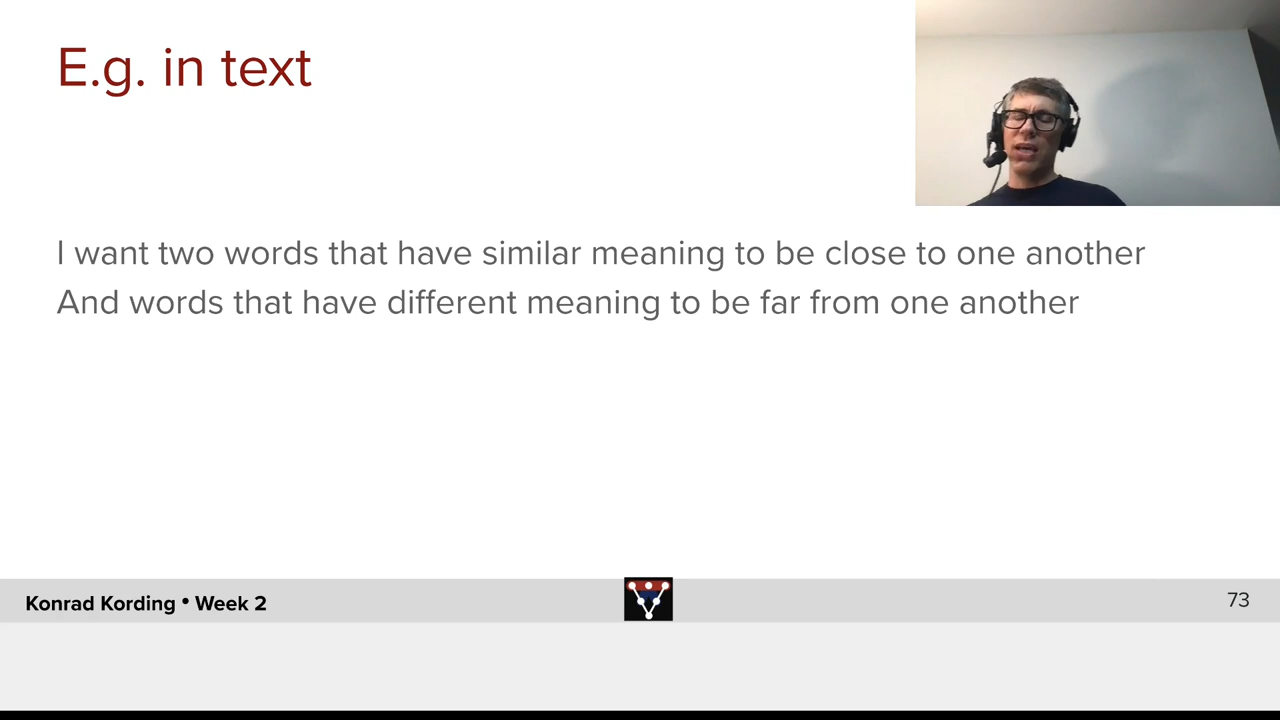 E.g. in text
I want two words that have similar meaning to be close to one another
And words that have different meaning to be far from one another
Konrad Kording • Week 2
73